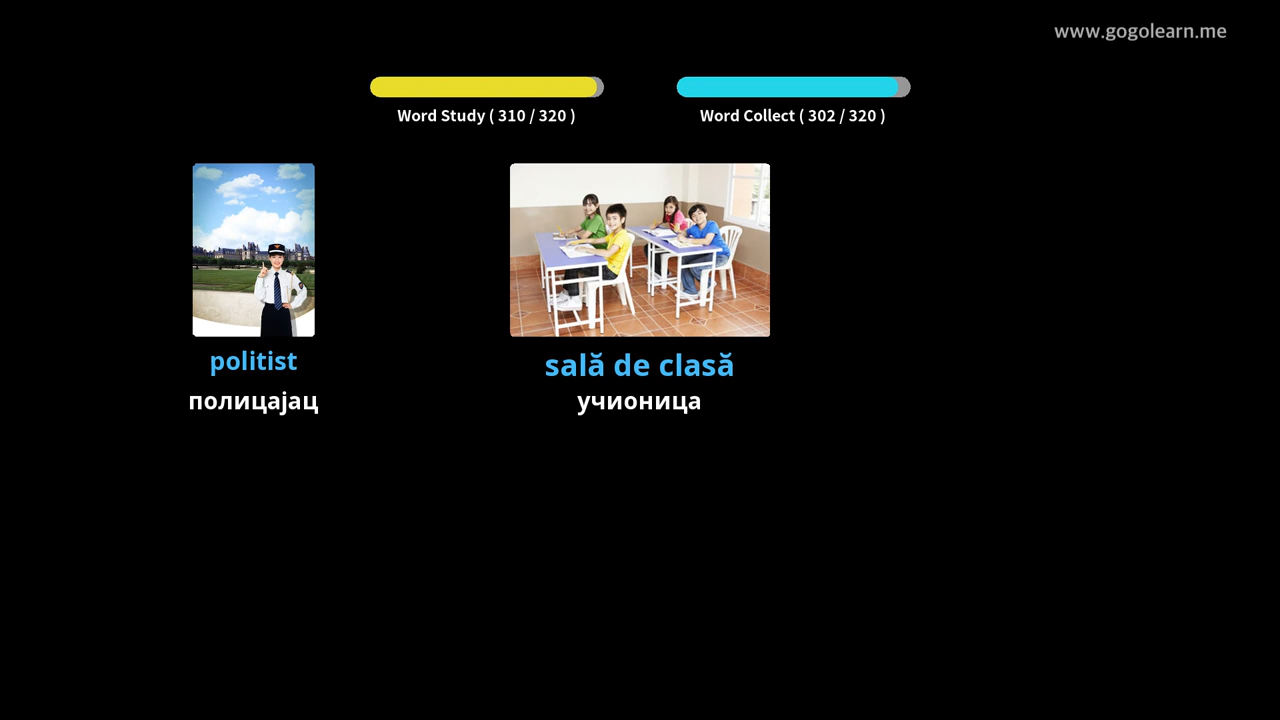 www.gogolearn.me
Word Study ( 310 / 320 )
Word Collect ( 302 / 320 )
politist
полицајац
sală de clasă
учионица